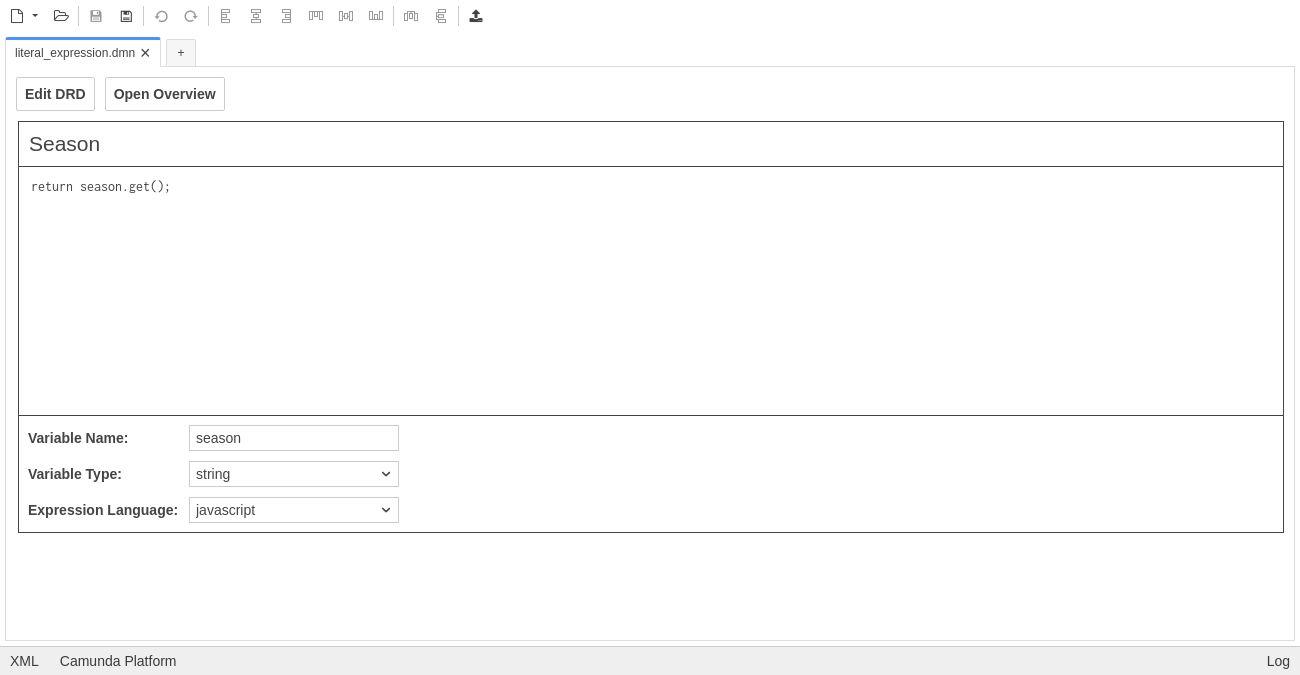 literal_expression.dmn
+
Edit DRD Open Overview
Season
return season.get();
Variable Name: season
Variable Type: string
Expression Language: javascript
XML Camunda Platform Log